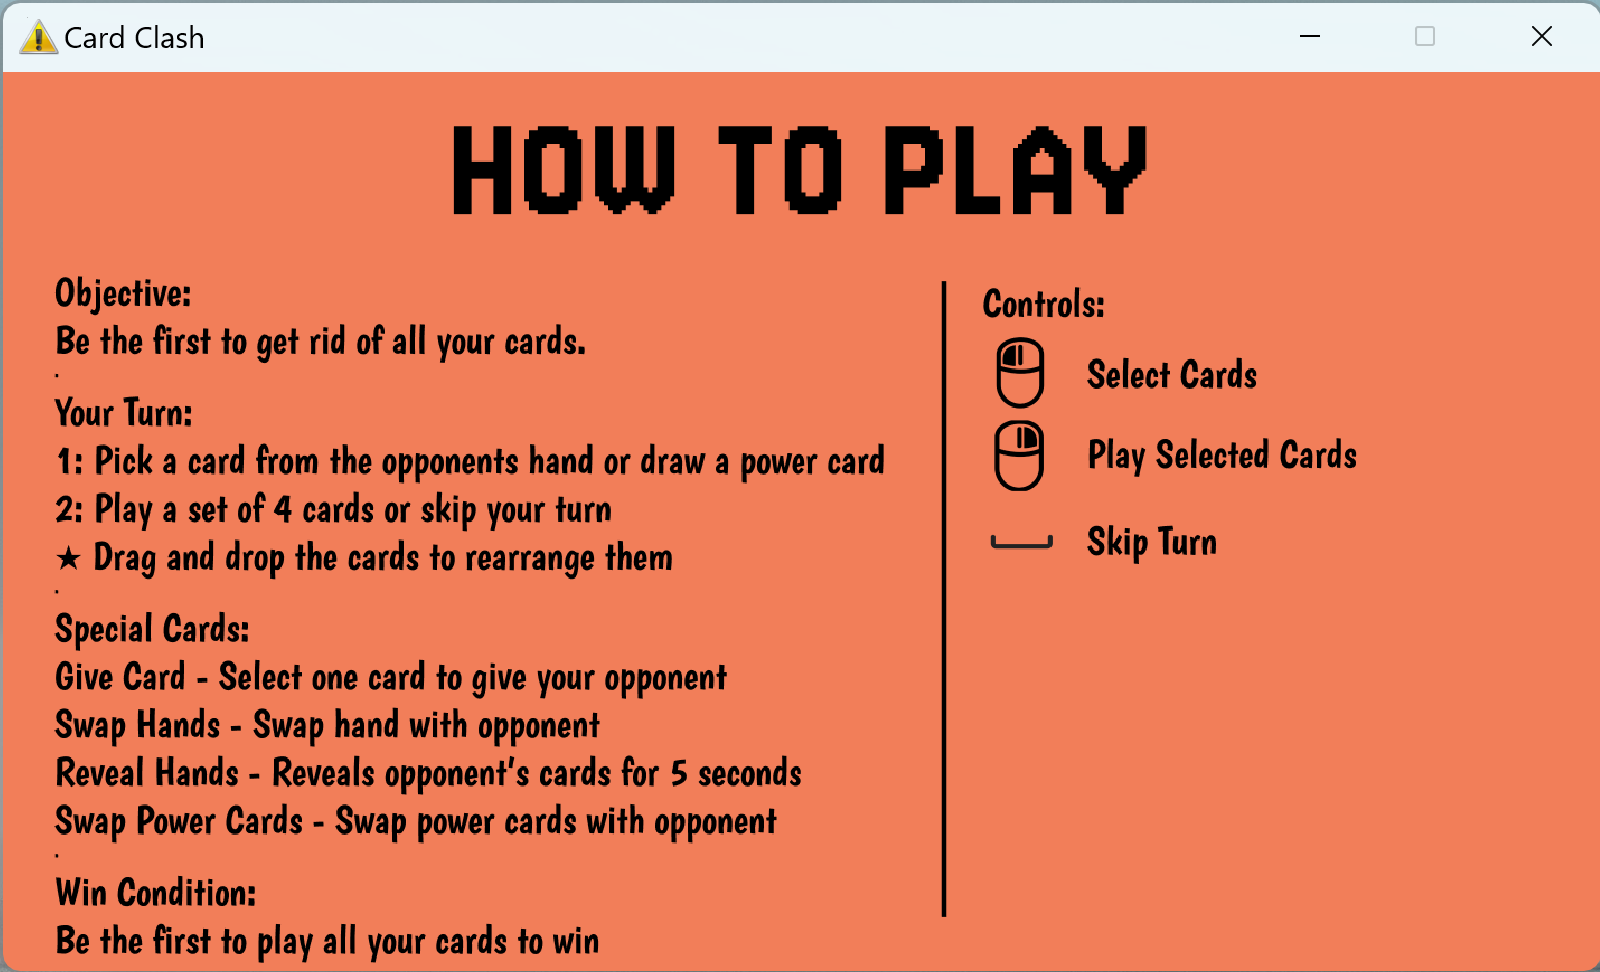 Card Clash
HOW TO PLAY
Objective:
Be the first to get rid of all your cards.
.
Your Turn:
1: Pick a card from the opponents hand or draw a power card
2: Play a set of 4 cards or skip your turn
★ Drag and drop the cards to rearrange them
.
Special Cards:
Give Card - Select one card to give your opponent
Swap Hands - Swap hand with opponent
Reveal Hands - Reveals opponent's cards for 5 seconds
Swap Power Cards - Swap power cards with opponent
.
Win Condition:
Be the first to play all your cards to win
Controls:
Select Cards
Play Selected Cards
Skip Turn